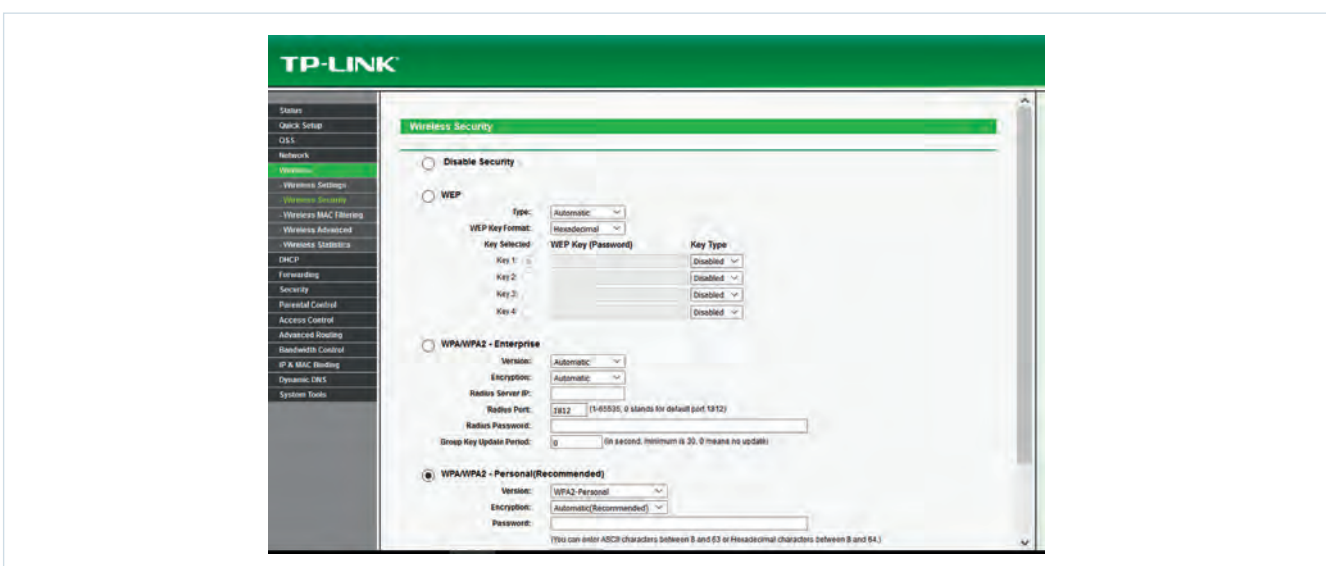 TP-LINK
Status
Quick Setup
QSS
Network
Wireless
- Wireless Settings
- Wireless Security
- Wireless MAC Filtering
- Wireless Advanced
- Wireless Statistics
DHCP
Forwarding
Security
Parental Control
Access Control
Advanced Routing
Bandwidth Control
IP & MAC Binding
Dynamic DNS
System Tools
Wireless Security
Disable Security
WEP
Type: Automatic
WEP Key Format: Hexadecimal
Key Selected WEP Key (Password) Key Type
Key 1: Disabled
Key 2: Disabled
Key 3: Disabled
Key 4: Disabled
WPA/WPA2 - Enterprise
Version: Automatic
Encryption: Automatic
Radius Server IP:
Radius Port: 1812 (1-65535, 0 stands for default port 1812)
Radius Password:
Group Key Update Period: 0 (in second, minimum is 30, 0 means no update)
WPA/WPA2 - Personal(Recommended)
Version: WPA2-Personal
Encryption: Automatic(Recommended)
Password:
(You can enter ASCII characters between 8 and 63 or Hexadecimal characters between 8 and 64.)